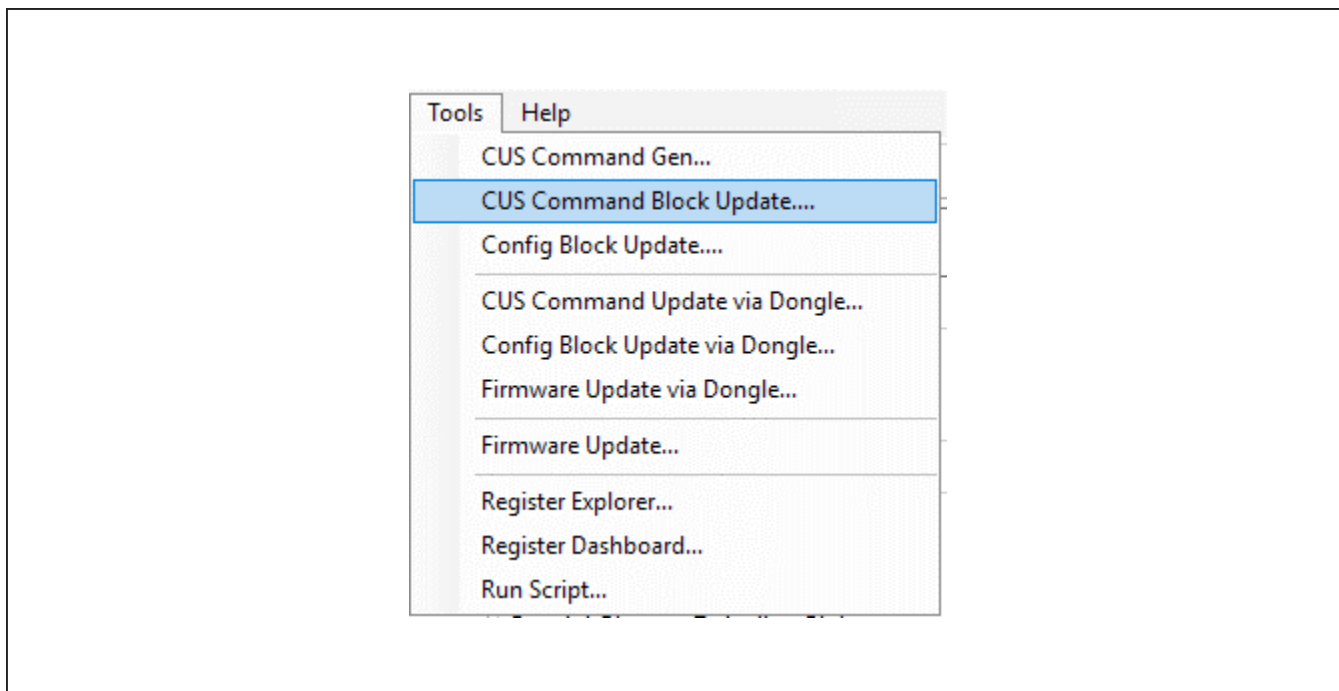 Tools Help
CUS Command Gen...
CUS Command Block Update....
Config Block Update....
CUS Command Update via Dongle...
Config Block Update via Dongle...
Firmware Update via Dongle...
Firmware Update...
Register Explorer...
Register Dashboard...
Run Script...